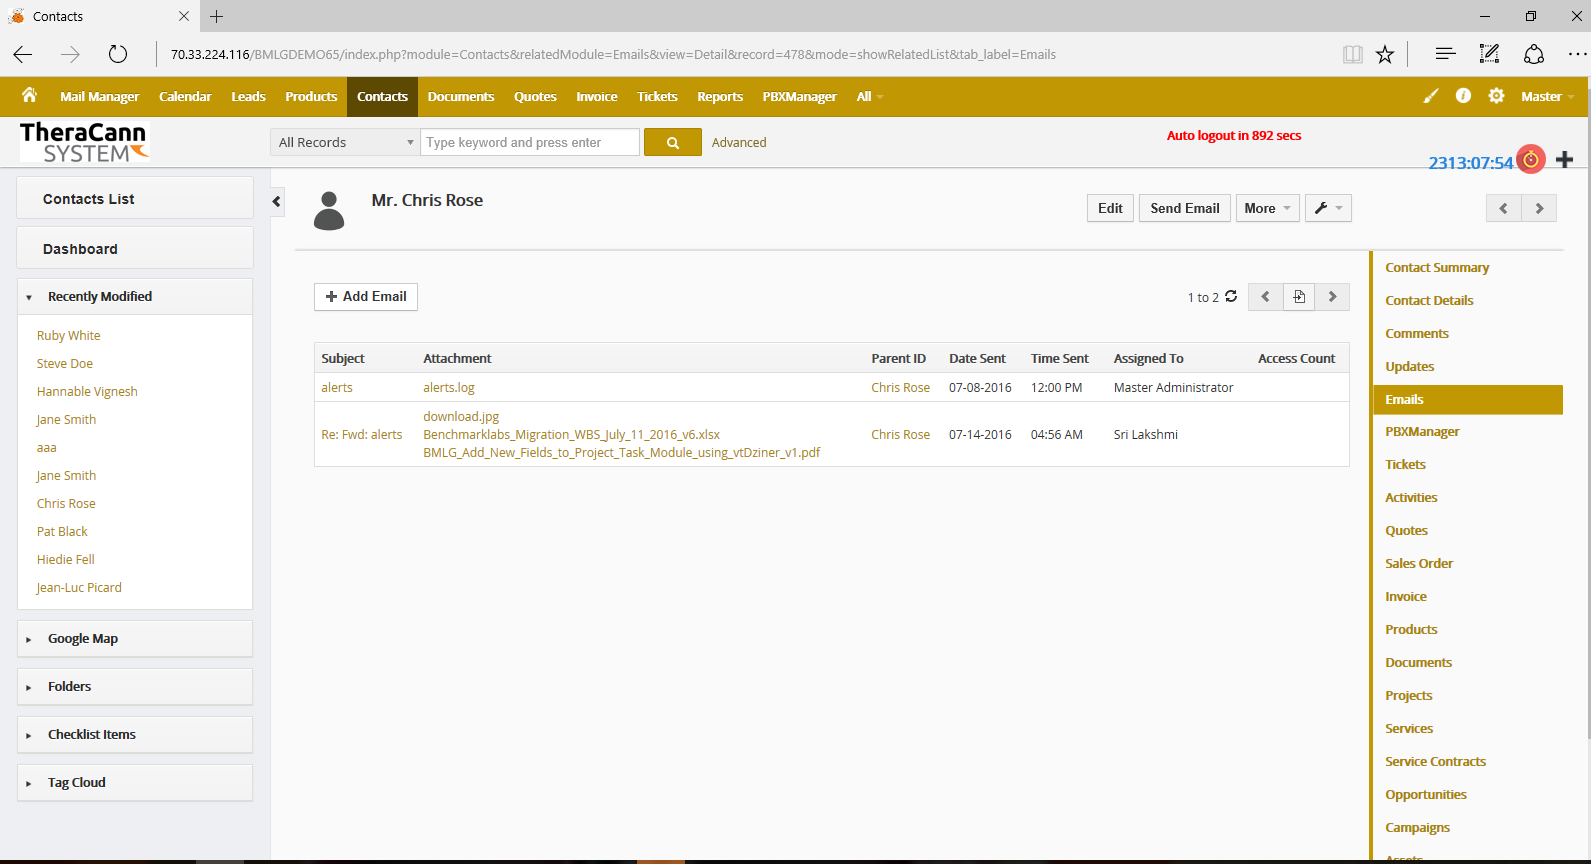 Contacts
70.33.224.116/BMLGDEMO65/index.php?module=Contacts&relatedModule=Emails&view=Detail&record=478&mode=showRelatedList&tab_label=Emails
Mail Manager Calendar Leads Products Contacts Documents Quotes Invoice Tickets Reports PBXManager All Master
TheraCann
SYSTEM
All Records Type keyword and press enter Advanced
Auto logout in 892 secs
2313:07:54
Contacts List
Dashboard
Recently Modified
Ruby White
Steve Doe
Hannable Vignesh
Jane Smith
aaa
Jane Smith
Chris Rose
Pat Black
Hiedie Fell
Jean-Luc Picard
Google Map
Folders
Checklist Items
Tag Cloud
Mr. Chris Rose
Edit Send Email More
Add Email
1 to 2
Subject Attachment Parent ID Date Sent Time Sent Assigned To Access Count
alerts alerts.log Chris Rose 07-08-2016 12:00 PM Master Administrator
download.jpg
Re: Fwd: alerts Benchmarklabs_Migration_WBS_July_11_2016_v6.xlsx Chris Rose 07-14-2016 04:56 AM Sri Lakshmi
BMLG_Add_New_Fields_to_Project_Task_Module_using_vtDziner_v1.pdf
Contact Summary
Contact Details
Comments
Updates
Emails
PBXManager
Tickets
Activities
Quotes
Sales Order
Invoice
Products
Documents
Projects
Services
Service Contracts
Opportunities
Campaigns
Assets